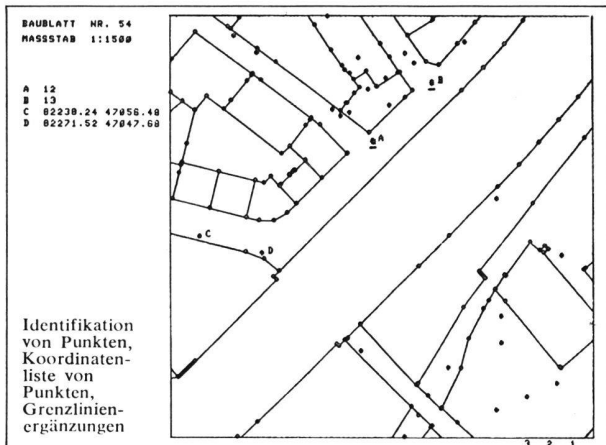 BAUBLATT NR. 54
MASSSTAB 1:1500
A 12
B 13
C 82238.24 47056.48
D 82271.52 47047.68
B
A
C
D
Identifikation
von Punkten,
Koordinaten-
liste von
Punkten,
Grenzlinien-
ergänzungen
3 2 1